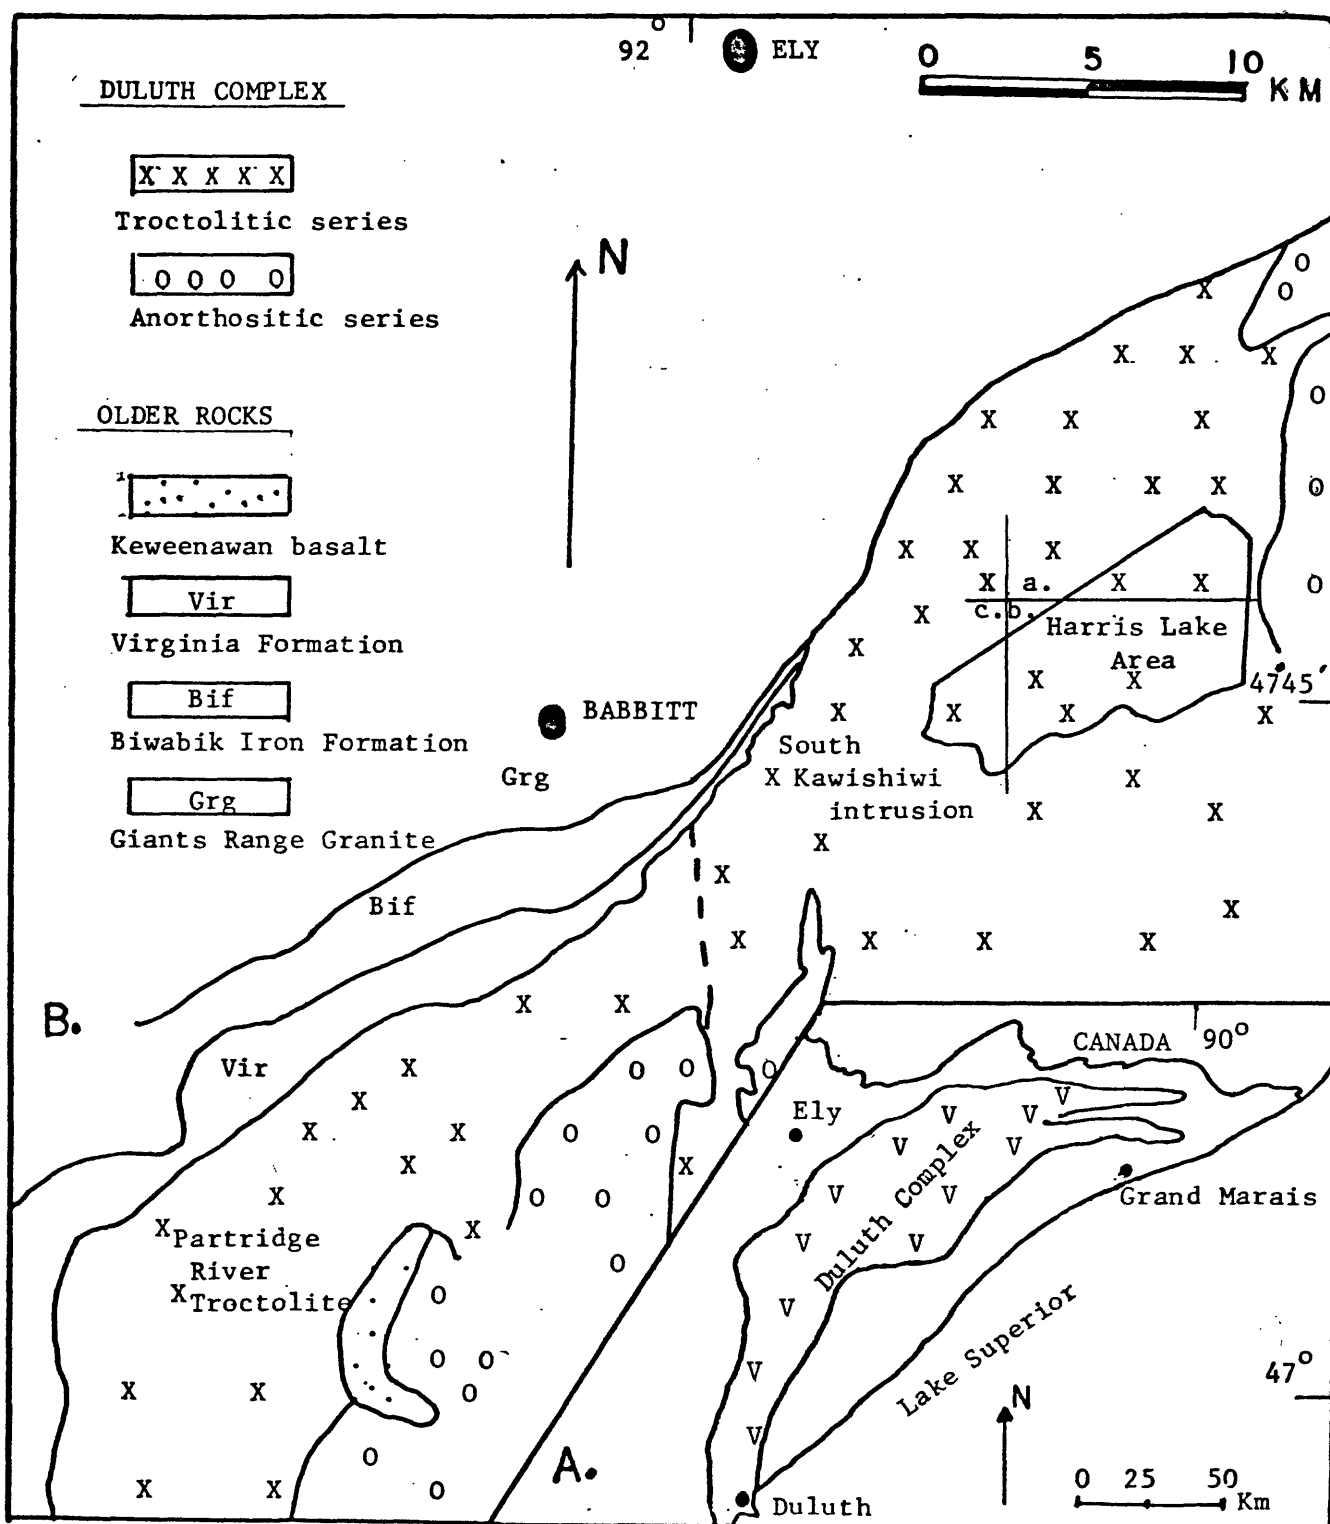 92°
ELY
0 5 10 KM
DULUTH COMPLEX
X X X X X
Troctolitic series
O O O O
Anorthositic series
N
OLDER ROCKS
Keweenawan basalt
Vir
Virginia Formation
Bif
Biwabik Iron Formation
Grg
Giants Range Granite
a.
c. b.
Harris Lake
Area
4745'
BABBITT
Grg
South
Kawishiwi
intrusion
Bif
B.
Vir
Partridge
River
Troctolite
A.
CANADA
90°
Ely
Duluth Complex
Grand Marais
Lake Superior
47°
N
0 25 50
Km
Duluth